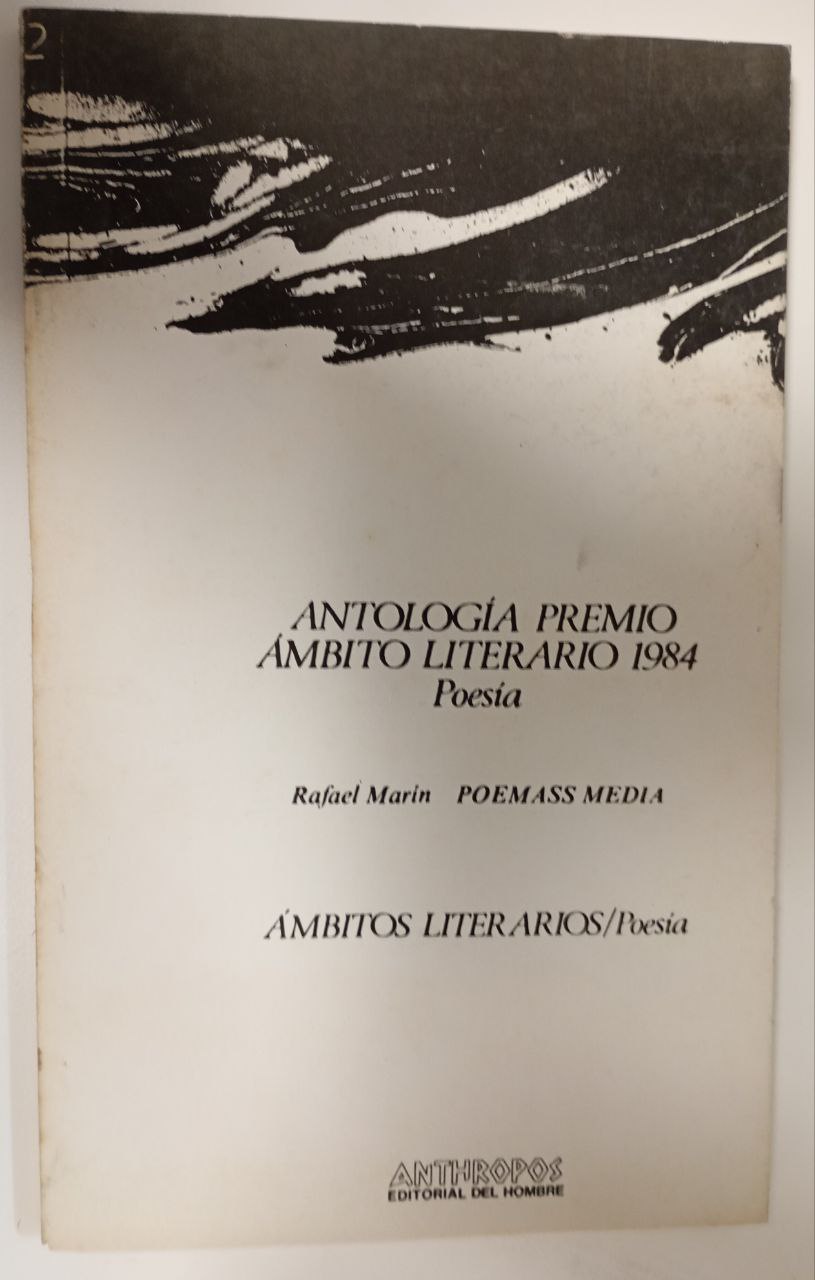 2
ANTOLOGÍA PREMIO
ÁMBITO LITERARIO 1984
Poesía
Rafael Marín POEMASS MEDIA
ÁMBITOS LITERARIOS/Poesía
ANTHROPOS
EDITORIAL DEL HOMBRE